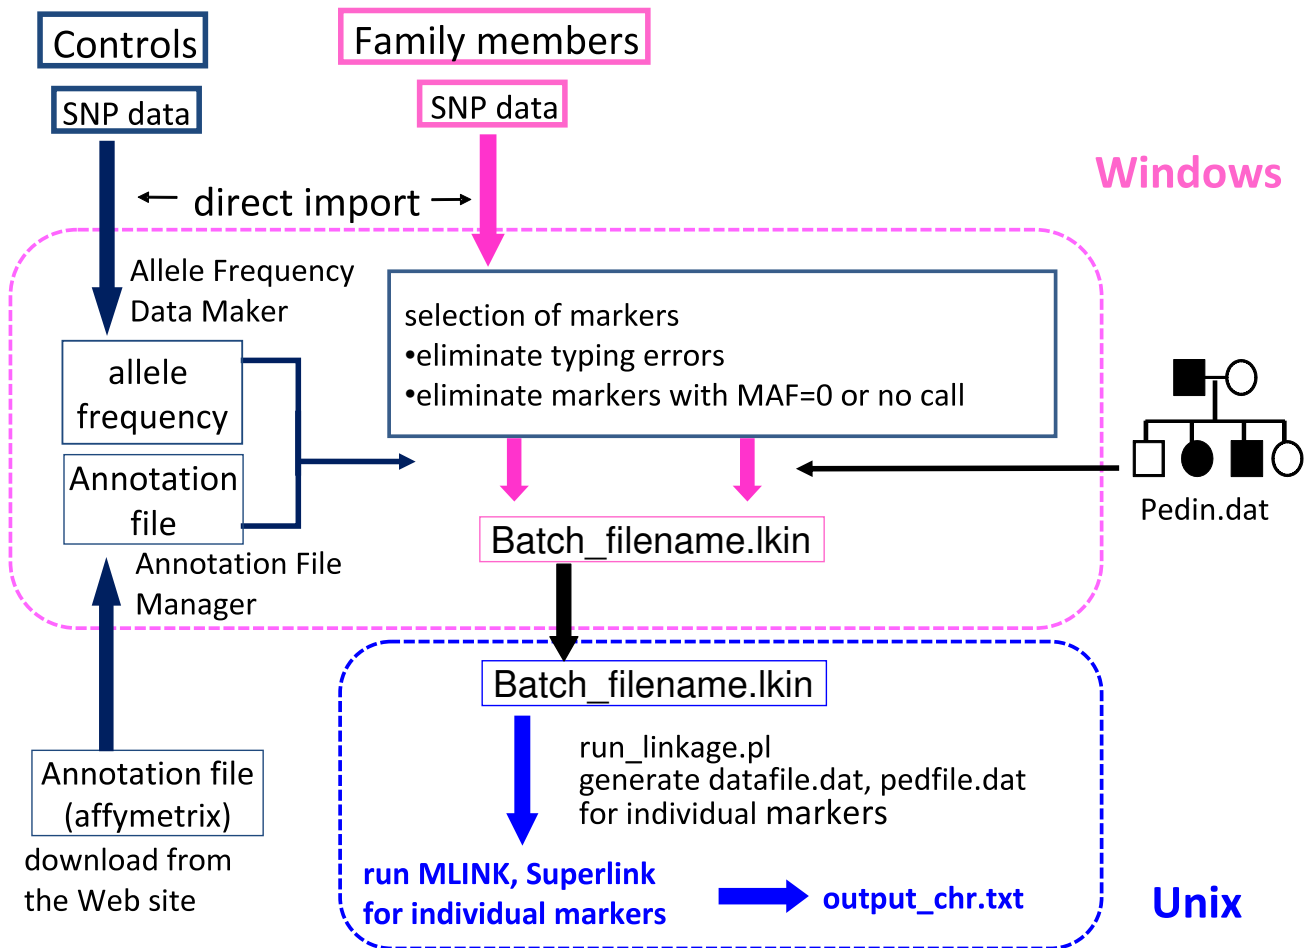 Controls
Family members
SNP data
SNP data
Windows
direct import
Allele Frequency
Data Maker
selection of markers
•eliminate typing errors
•eliminate markers with MAF=0 or no call
allele
frequency
Annotation
file
Pedin.dat
Batch_filename.lkin
Annotation File
Manager
Batch_filename.lkin
run_linkage.pl
generate datafile.dat, pedfile.dat
for individual markers
Annotation file
(affymetrix)
download from
the Web site
run MLINK, Superlink
for individual markers
output_chr.txt
Unix